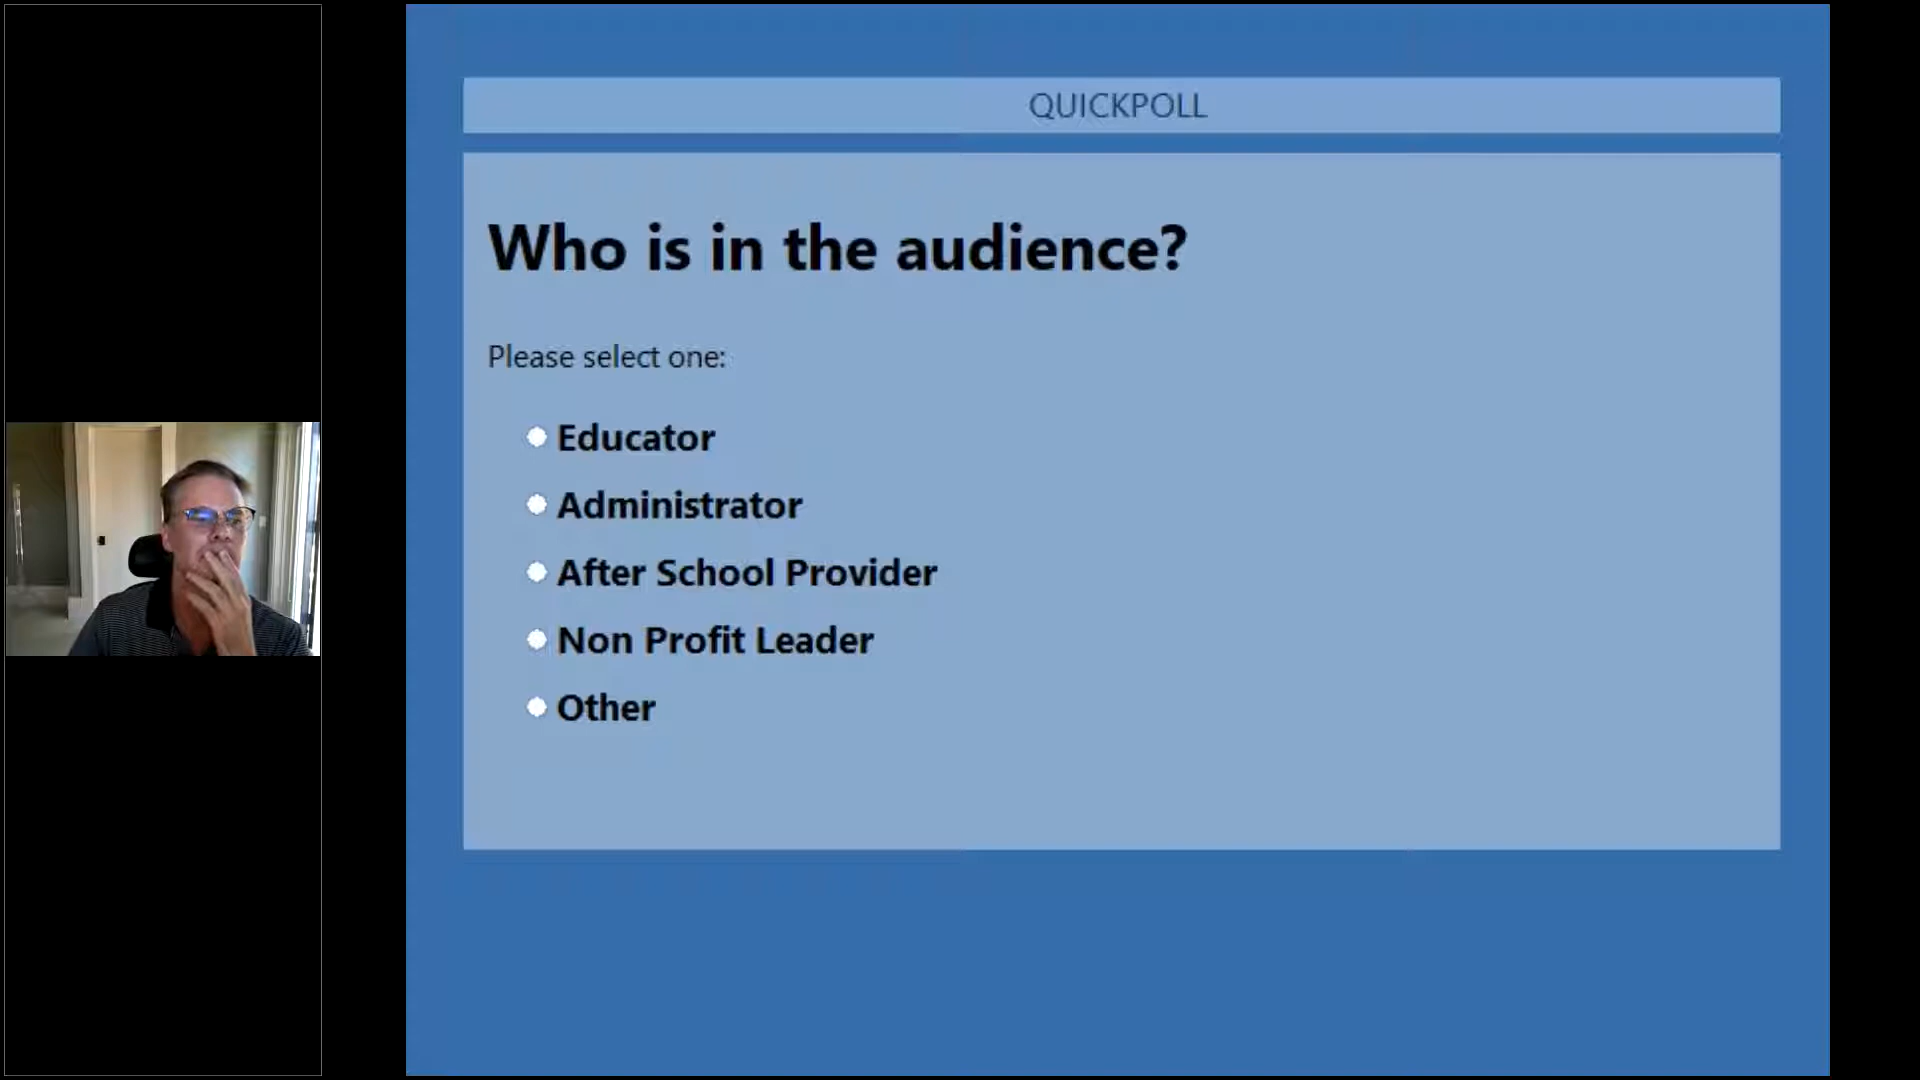 QUICKPOLL
Who is in the audience?
Please select one:
Educator
Administrator
After School Provider
Non Profit Leader
Other